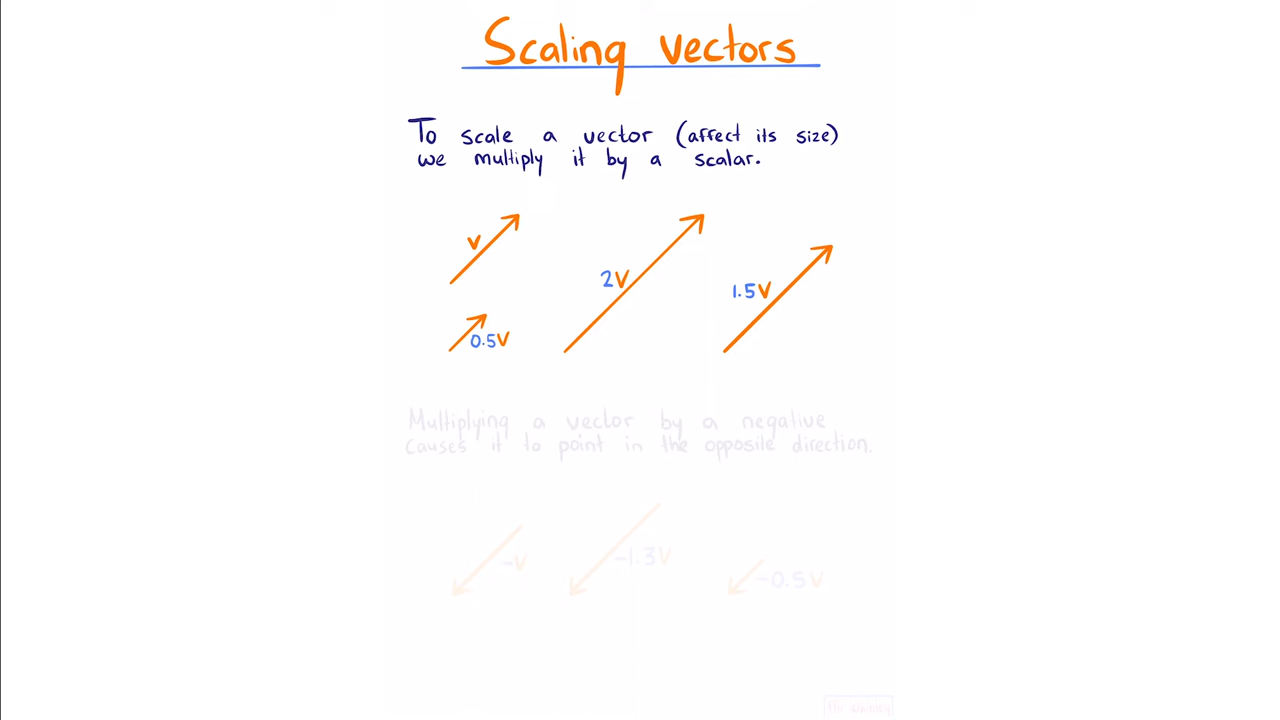 Scaling vectors
To scale a vector (affect its size)
we multiply it by a scalar.
v
2v
1.5v
0.5v
Multiplying a vector by a negative
causes it to point in the opposite direction.
-v
-1.3v
-0.5v